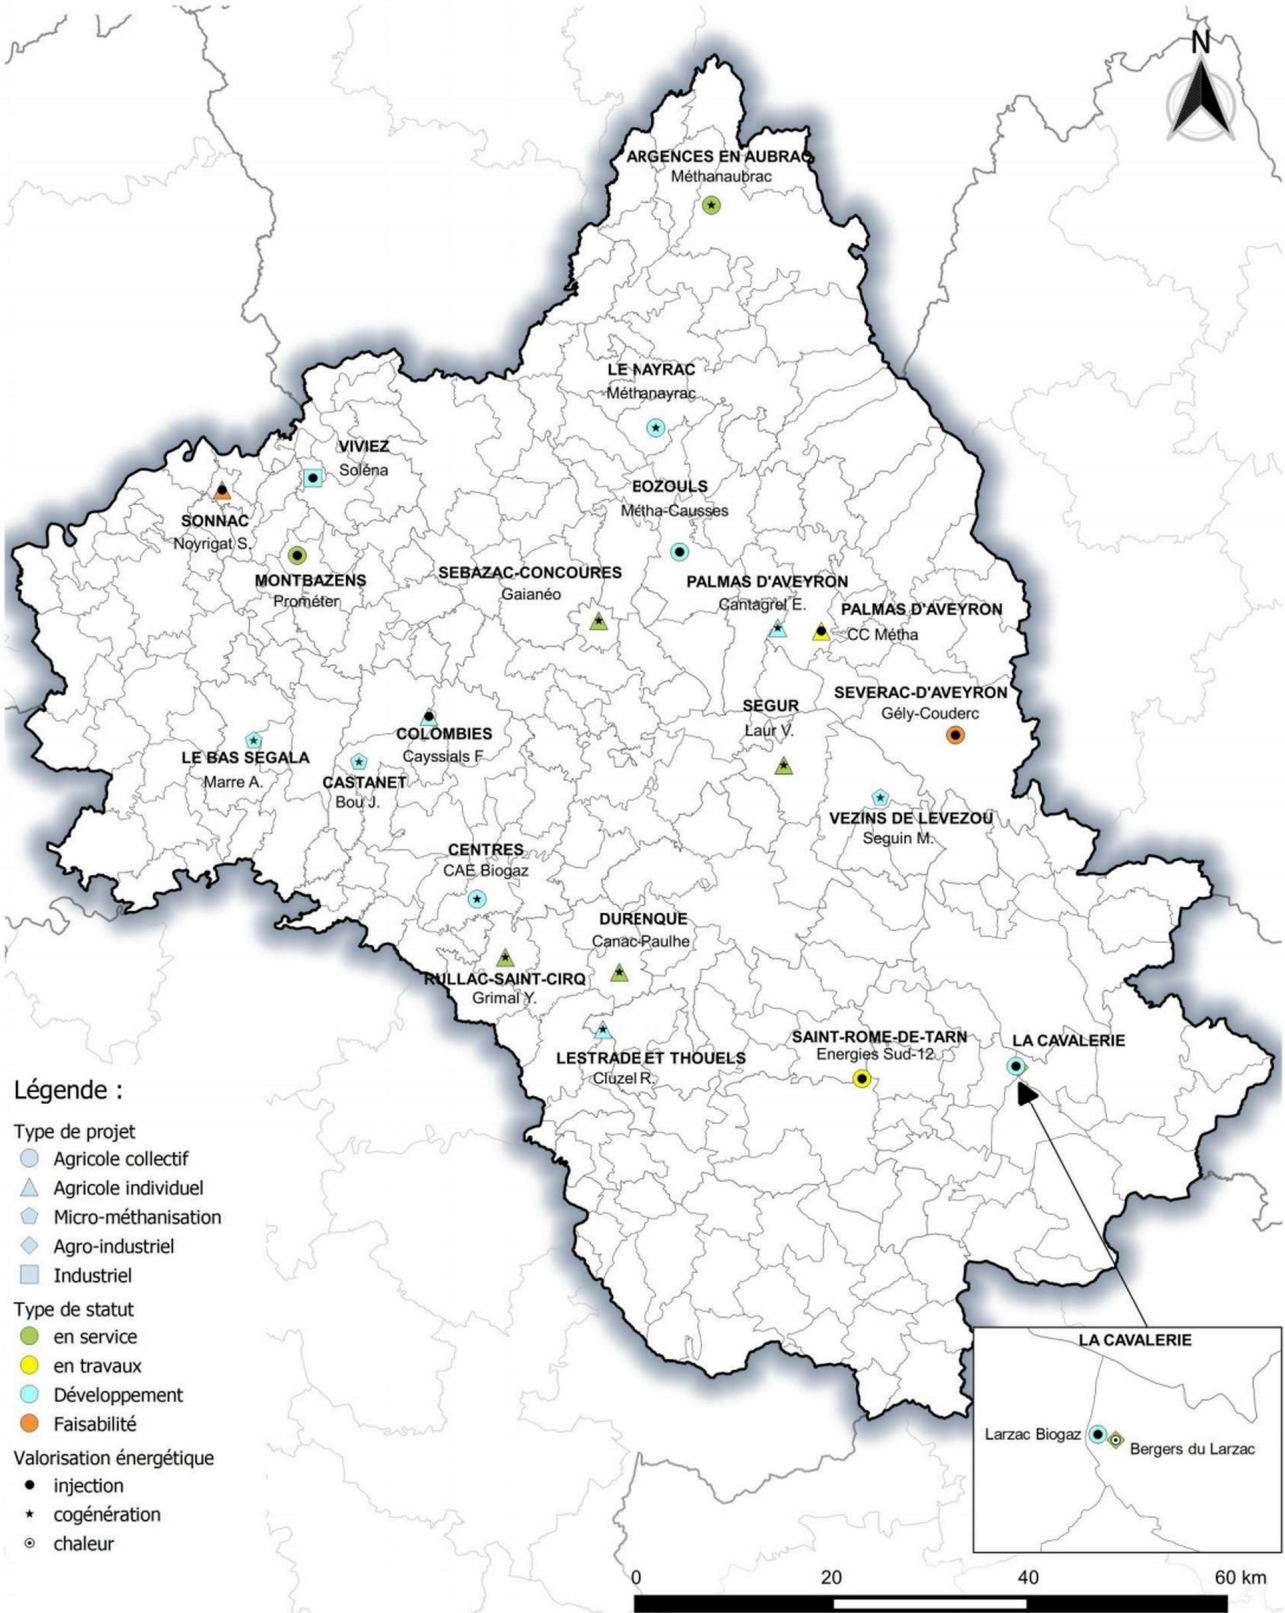 N
ARGENCES EN AUBRAC
Méthanaubrac
LE NAYRAC
Méthanayrac
VIVIEZ
Soléna
BOZOULS
Métha-Causses
SONNAC
Noyrigat S.
MONTBAZENS
Prométer
SEBAZAC-CONCOURES
Gaianéo
PALMAS D'AVEYRON
Cantagrel E.
PALMAS D'AVEYRON
CC Métha
SEVERAC-D'AVEYRON
Gély-Couderc
SEGUR
Laur V.
COLOMBIES
Cayssials F
LE BAS SEGALA
Marre A.
CASTANET
Bou J.
VEZINS DE LEVEZOU
Seguin M.
CENTRES
CAE Biogaz
DURENQUE
Canac-Paulhe
RULLAC-SAINT-CIRQ
Grimal Y.
SAINT-ROME-DE-TARN
Energies Sud-12
LA CAVALERIE
LESTRADE ET THOUELS
Cluzel R.
Légende :
Type de projet
Agricole collectif
Agricole individuel
Micro-méthanisation
Agro-industriel
Industriel
Type de statut
en service
en travaux
Développement
Faisabilité
Valorisation énergétique
injection
cogénération
chaleur
LA CAVALERIE
Larzac Biogaz
Bergers du Larzac
0 20 40 60 km